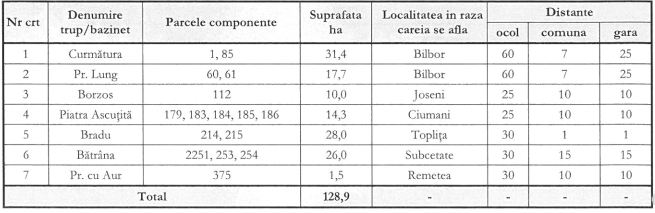 Nr crt | Denumire trup/bazinet | Parcele componente | Suprafata ha | Localitatea in raza careia se afla | Distante
ocol | comuna | gara
1 | Curmătura | 1, 85 | 31,4 | Bilbor | 60 | 7 | 25
2 | Pr. Lung | 60, 61 | 17,7 | Bilbor | 60 | 7 | 25
3 | Borzos | 112 | 10,0 | Joseni | 25 | 10 | 10
4 | Piatra Ascuțită | 179, 183, 184, 185, 186 | 14,3 | Ciumani | 25 | 10 | 10
5 | Bradu | 214, 215 | 28,0 | Toplița | 30 | 1 | 1
6 | Bătrâna | 2251, 253, 254 | 26,0 | Subcetate | 30 | 15 | 15
7 | Pr. cu Aur | 375 | 1,5 | Remetea | 30 | 10 | 10
Total | 128,9 | - | - | - | -